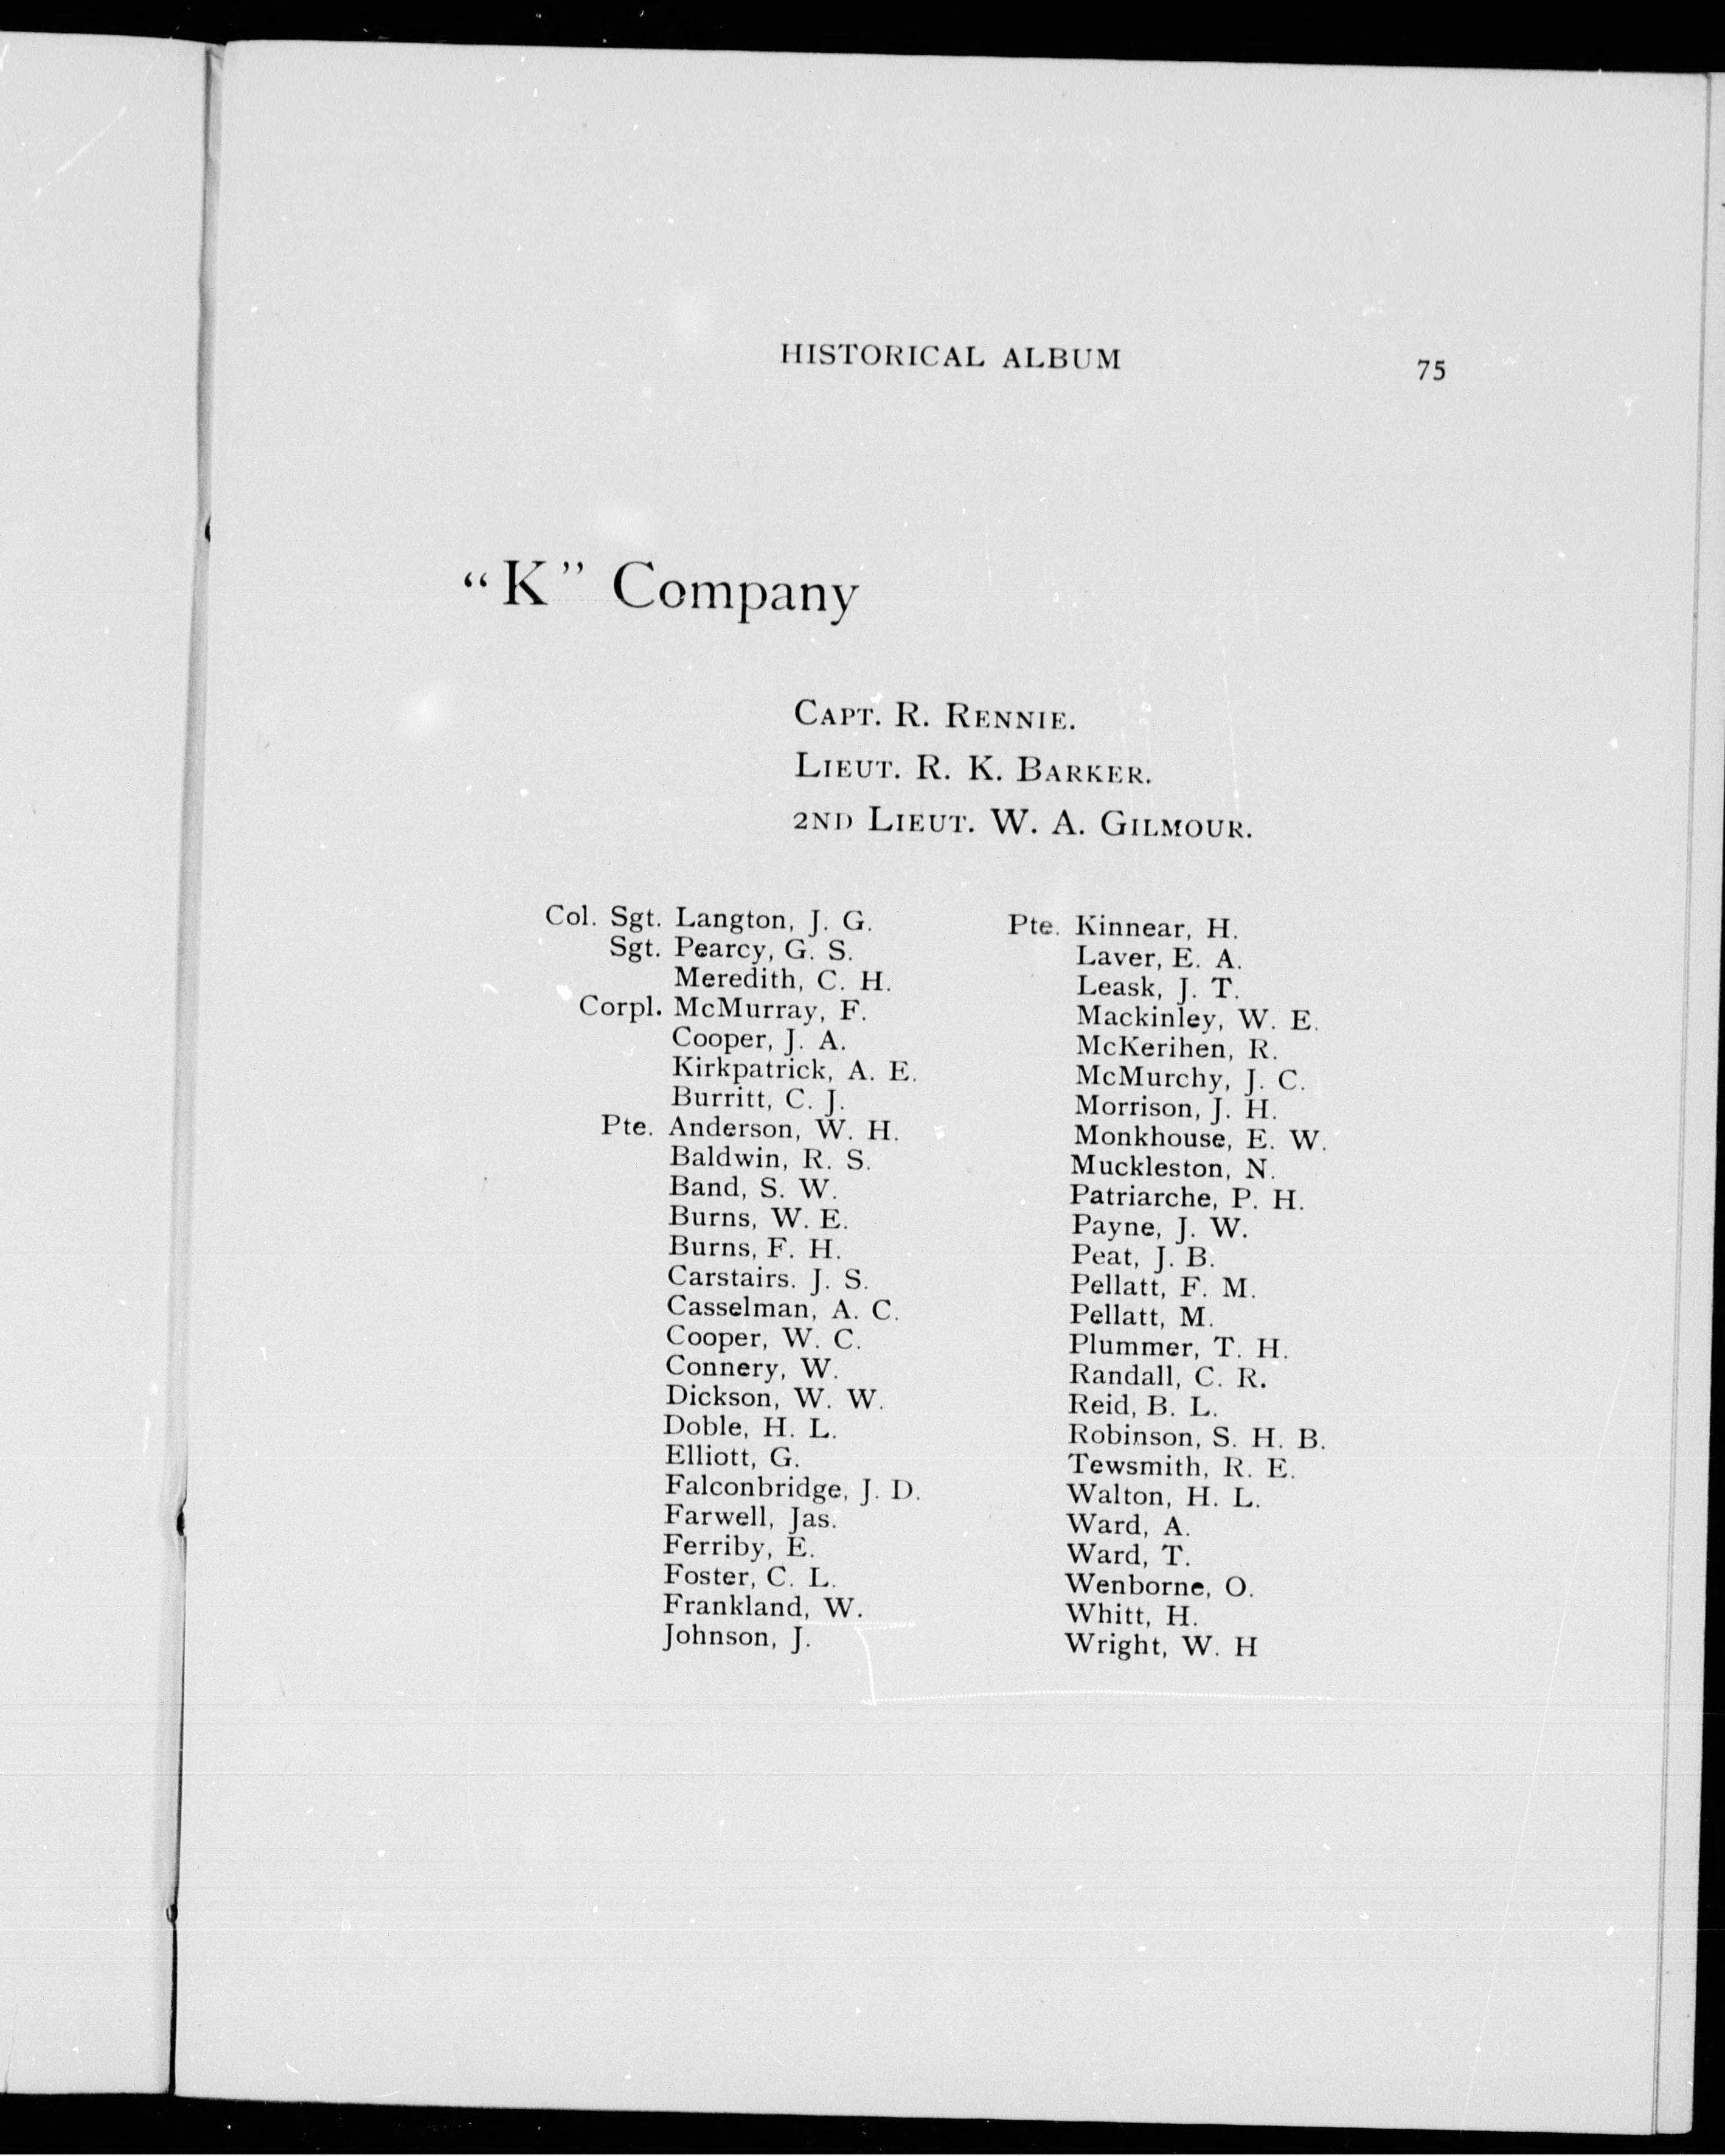 HISTORICAL ALBUM
75
“K” Company
CAPT. R. RENNIE.
LIEUT. R. K. BARKER.
2ND LIEUT. W. A. GILMOUR.
Col. Sgt. Langton, J. G.
Sgt. Pearcy, G. S.
Meredith, C. H.
Corpl. McMurray, F.
Cooper, J. A.
Kirkpatrick, A. E.
Burritt, C. J.
Pte. Anderson, W. H.
Baldwin, R. S.
Band, S. W.
Burns, W. E.
Burns, F. H.
Carstairs. J. S.
Casselman, A. C.
Cooper, W. C.
Connery, W.
Dickson, W. W.
Doble, H. L.
Elliott, G.
Falconbridge, J. D.
Farwell, Jas.
Ferriby, E.
Foster, C. L.
Frankland, W.
Johnson, J.
Pte. Kinnear, H.
Laver, E. A.
Leask, J. T.
Mackinley, W. E.
McKerihen, R.
McMurchy, J. C.
Morrison, J. H.
Monkhouse, E. W.
Muckleston, N.
Patriarche, P. H.
Payne, J. W.
Peat, J. B.
Pellatt, F. M.
Pellatt, M.
Plummer, T. H.
Randall, C. R.
Reid, B. L.
Robinson, S. H. B.
Tewsmith, R. E.
Walton, H. L.
Ward, A.
Ward, T.
Wenborne, O.
Whitt, H.
Wright, W. H